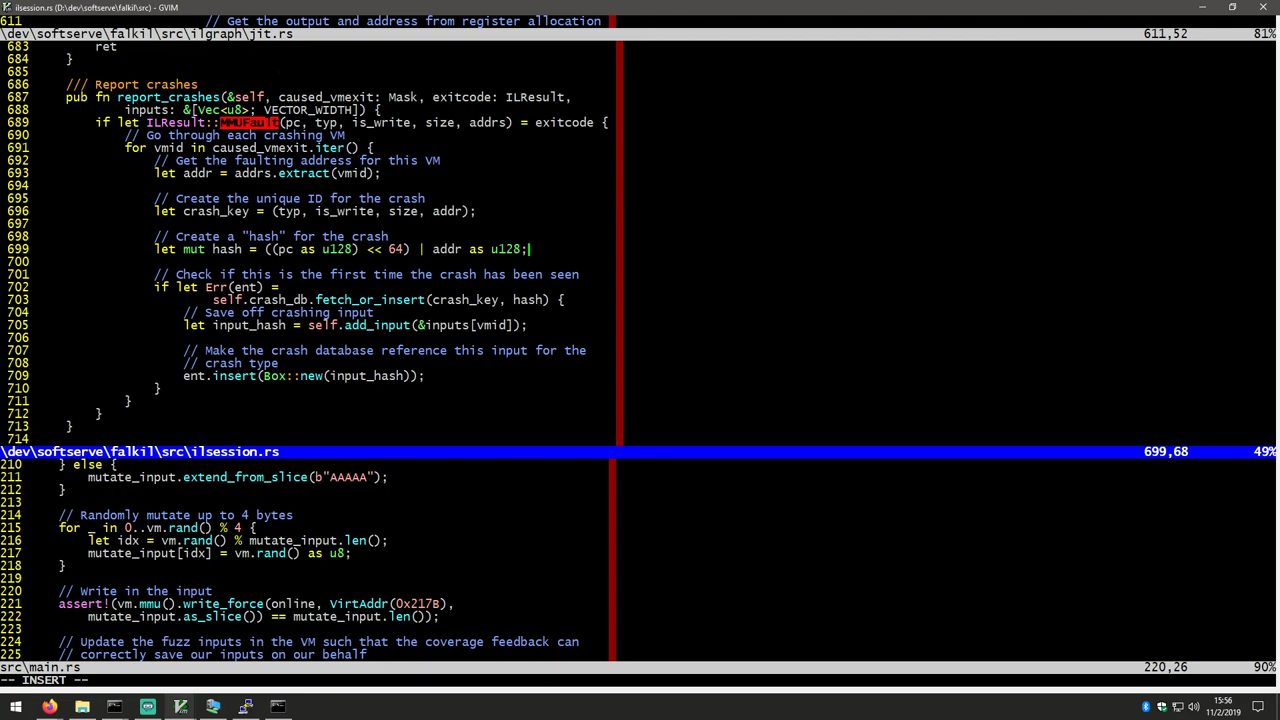 ilsession.rs (D:\dev\softserve\falkil\src) - GVIM
611                         // Get the output and address from register allocation
\dev\softserve\falkil\src\ilgraph\jit.rs 611,52 81%
683         ret
684     }
685
686     /// Report crashes
687     pub fn report_crashes(&self, caused_vmexit: Mask, exitcode: ILResult,
688             inputs: &[Vec<u8>; VECTOR_WIDTH]) {
689         if let ILResult::MMUFault(pc, typ, is_write, size, addrs) = exitcode {
690             // Go through each crashing VM
691             for vmid in caused_vmexit.iter() {
692                 // Get the faulting address for this VM
693                 let addr = addrs.extract(vmid);
694
695                 // Create the unique ID for the crash
696                 let crash_key = (typ, is_write, size, addr);
697
698                 // Create a "hash" for the crash
699                 let mut hash = ((pc as u128) << 64) | addr as u128;
700
701                 // Check if this is the first time the crash has been seen
702                 if let Err(ent) =
703                         self.crash_db.fetch_or_insert(crash_key, hash) {
704                     // Save off crashing input
705                     let input_hash = self.add_input(&inputs[vmid]);
706
707                     // Make the crash database reference this input for the
708                     // crash type
709                     ent.insert(Box::new(input_hash));
710                 }
711             }
712         }
713     }
714
\dev\softserve\falkil\src\ilsession.rs 699,68 49%
210     } else {
211         mutate_input.extend_from_slice(b"AAAAA");
212     }
213
214     // Randomly mutate up to 4 bytes
215     for _ in 0..vm.rand() % 4 {
216         let idx = vm.rand() % mutate_input.len();
217         mutate_input[idx] = vm.rand() as u8;
218     }
219
220     // Write in the input
221     assert!(vm.mmu().write_force(online, VirtAddr(0x217B),
222         mutate_input.as_slice()) == mutate_input.len());
223
224     // Update the fuzz inputs in the VM such that the coverage feedback can
225     // correctly save our inputs on our behalf
src\main.rs 220,26 90%
-- INSERT --
15:56
11/2/2019